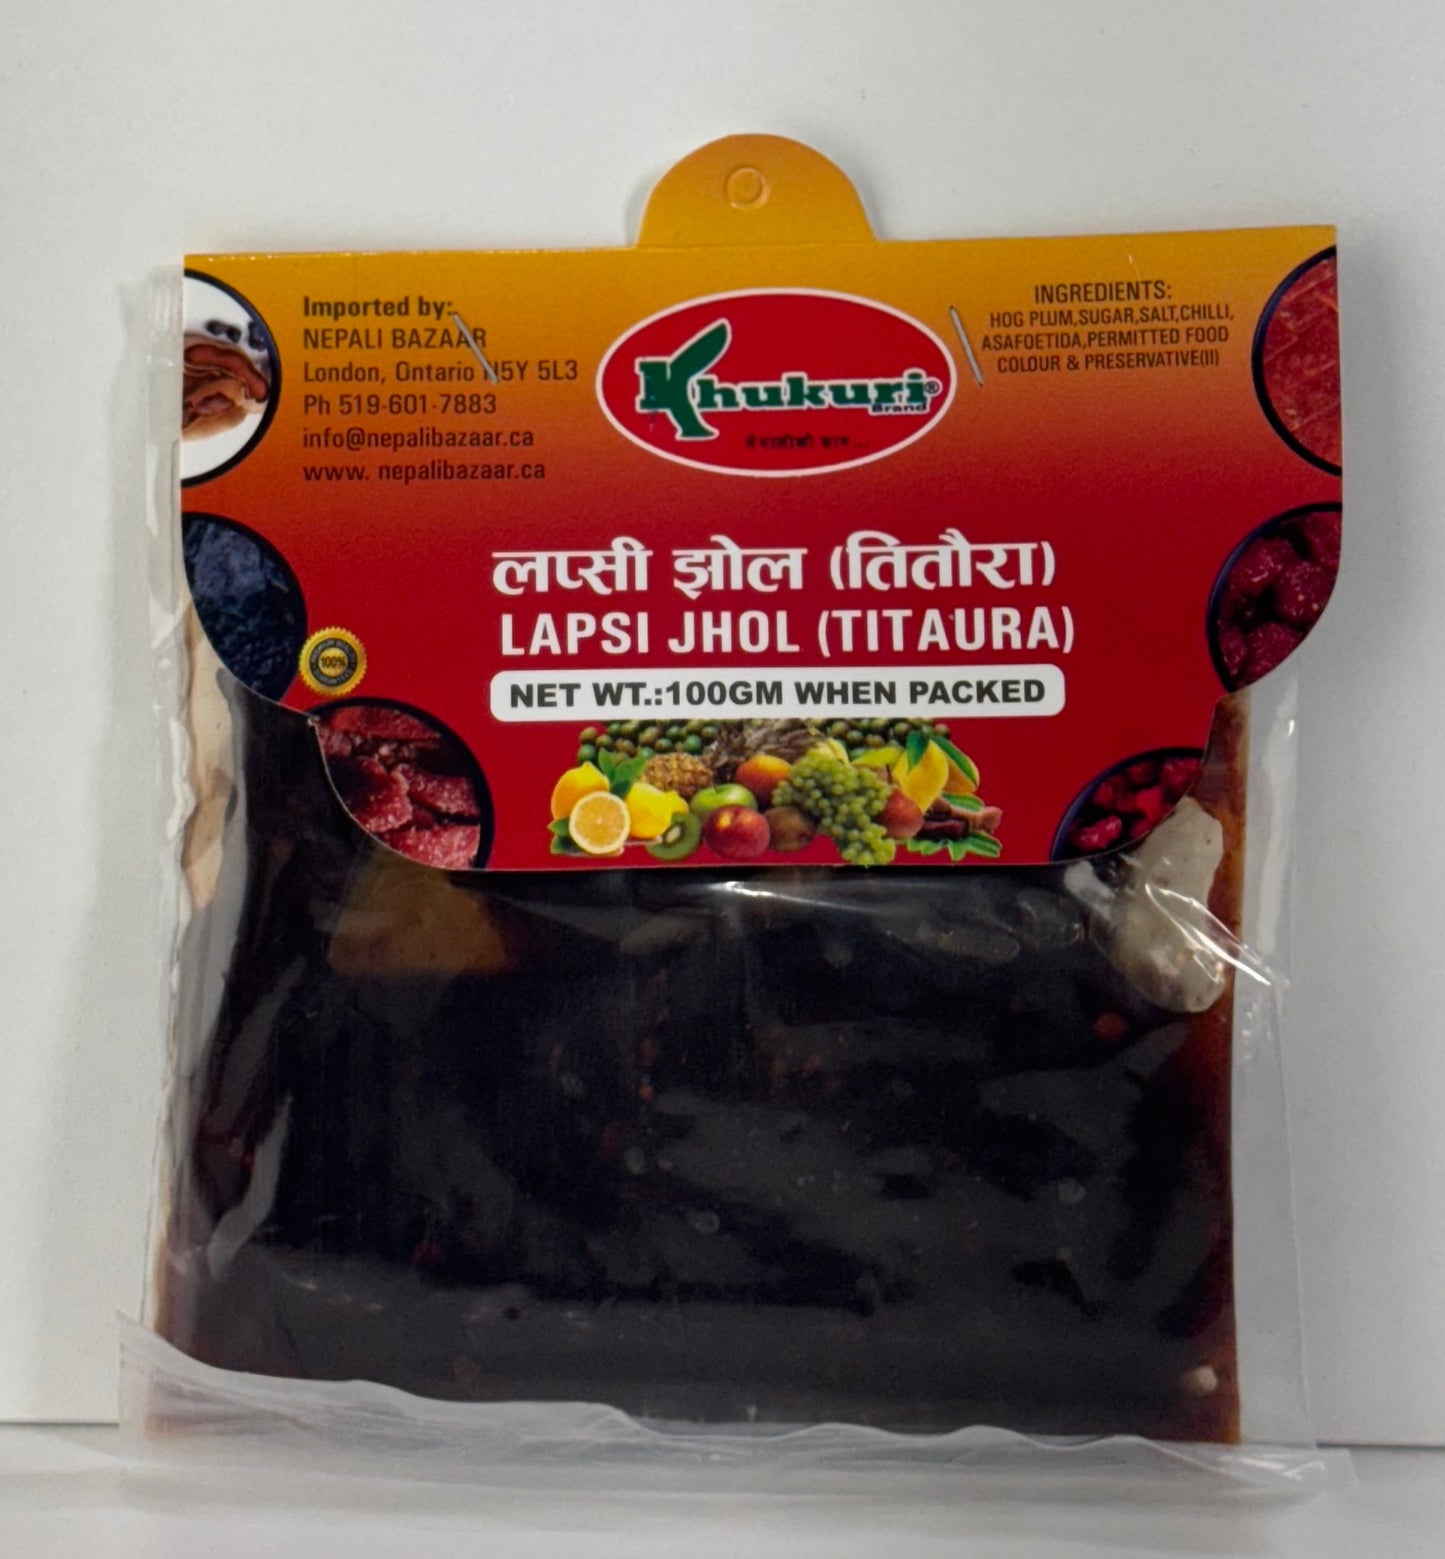 Imported by:
NEPALI BAZAAR
London, Ontario N5Y 5L3
Ph 519-601-7883
info@nepalibazaar.ca
www. nepalibazaar.ca
Khukuri®
Brand
INGREDIENTS:
HOG PLUM,SUGAR,SALT,CHILLI,
ASAFOETIDA,PERMITTED FOOD
COLOUR & PRESERVATIVE(II)
लप्सी झोल (तितौरा)
LAPSI JHOL (TITAURA)
100%
NET WT.:100GM WHEN PACKED